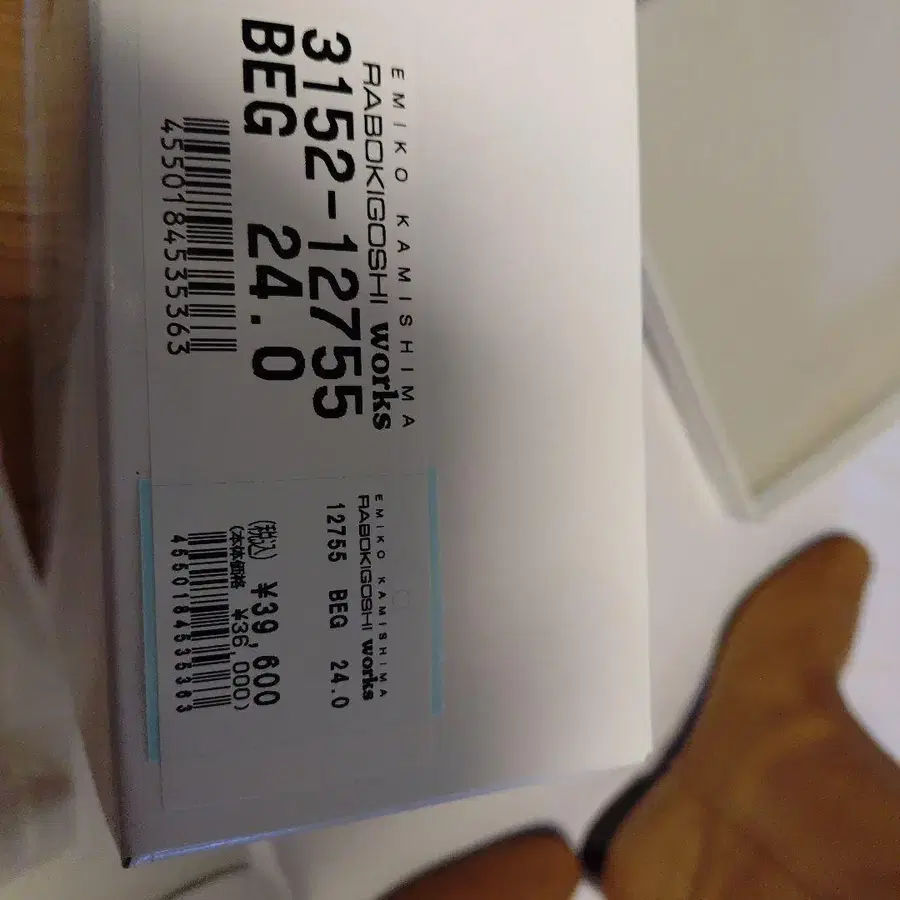 EMIKO KAMISHIMA
RABOKIGOSHI works
3152-12755
BEG 24.0
4550184535363
EMIKO KAMISHIMA
RABOKIGOSHI works
12755 BEG 24.0
(税込) ¥39,600
(本体価格 ¥36,000)
4550184535363